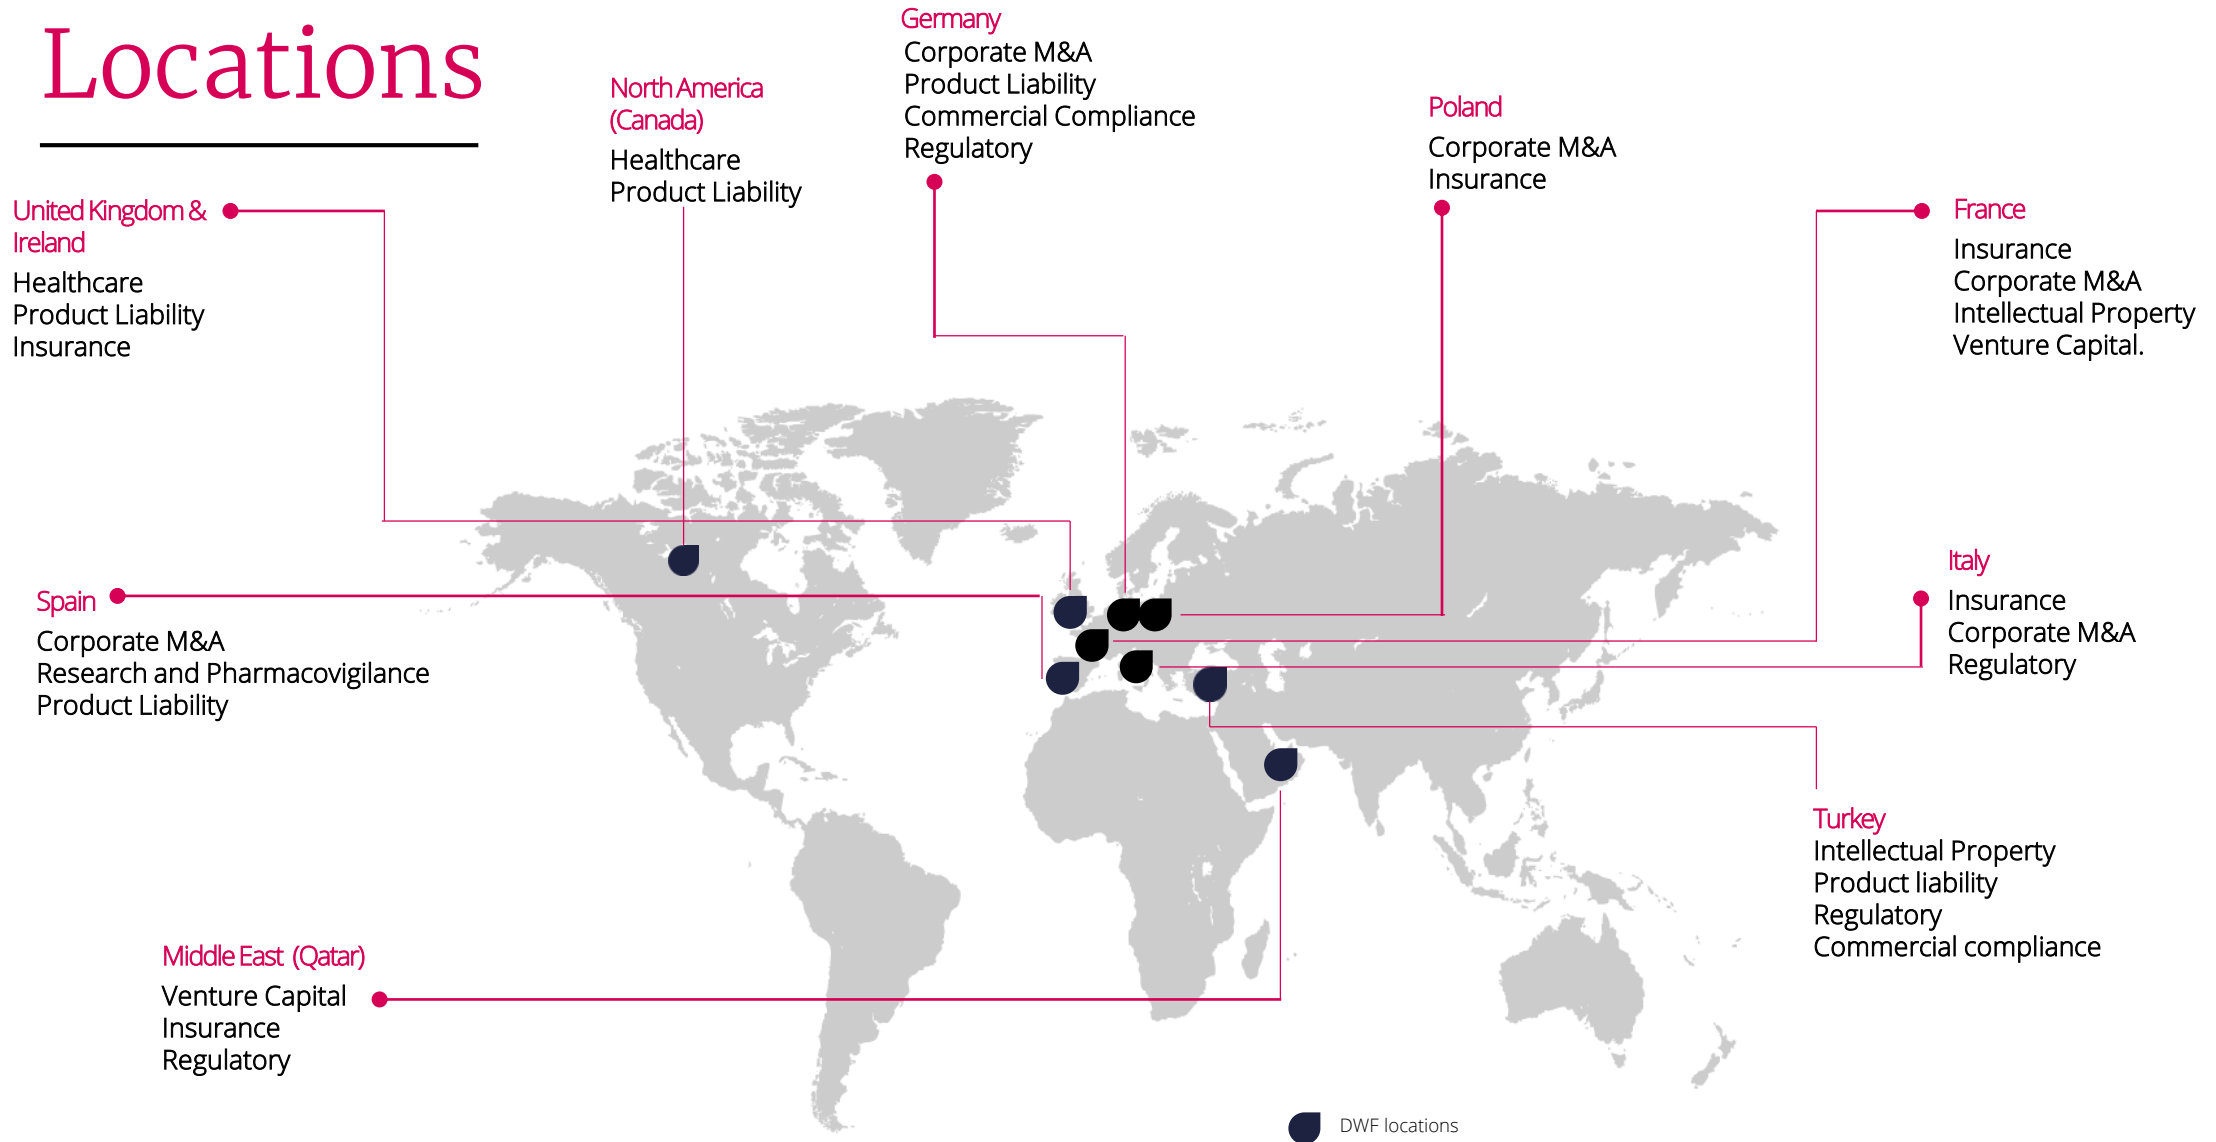 Locations
United Kingdom &
Ireland
Healthcare
Product Liability
Insurance
North America
(Canada)
Healthcare
Product Liability
Germany
Corporate M&A
Product Liability
Commercial Compliance
Regulatory
Poland
Corporate M&A
Insurance
France
Insurance
Corporate M&A
Intellectual Property
Venture Capital.
Spain
Corporate M&A
Research and Pharmacovigilance
Product Liability
Italy
Insurance
Corporate M&A
Regulatory
Turkey
Intellectual Property
Product liability
Regulatory
Commercial compliance
Middle East (Qatar)
Venture Capital
Insurance
Regulatory
DWF locations